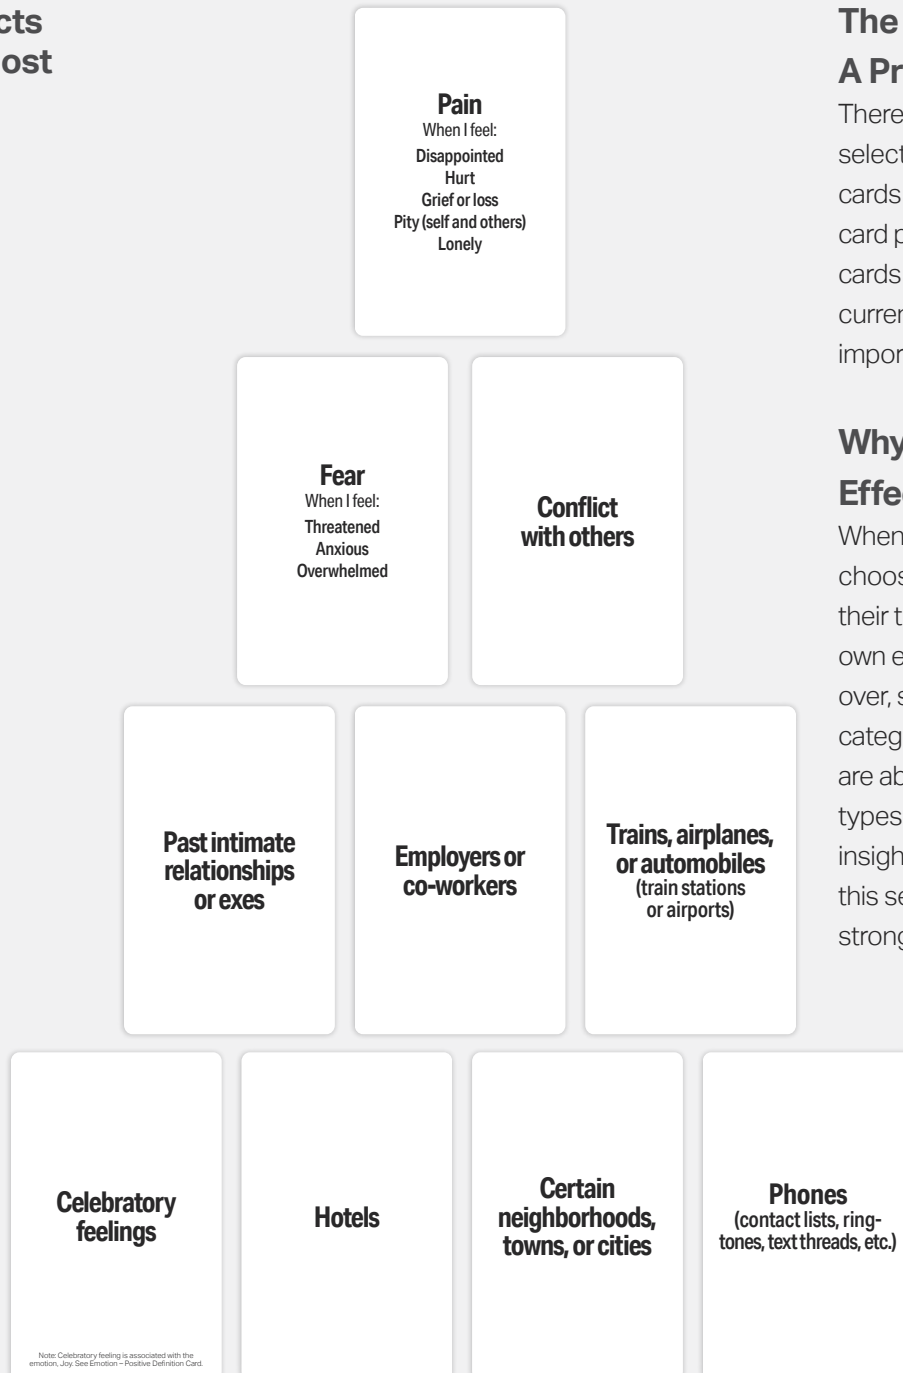 cts
ost
Pain
When I feel:
Disappointed
Hurt
Grief or loss
Pity (self and others)
Lonely
Fear
When I feel:
Threatened
Anxious
Overwhelmed
Conflict
with others
Past intimate
relationships
or exes
Employers or
co-workers
Trains, airplanes,
or automobiles
(train stations
or airports)
Celebratory
feelings
Note: Celebratory feeling is associated with the
emotion, Joy. See Emotion – Positive Definition Card.
Hotels
Certain
neighborhoods,
towns, or cities
Phones
(contact lists, ring-
tones, text threads, etc.)
The
A Pr
There
select
cards
card p
cards
curren
impor
Why
Effe
When
choos
their t
own e
over, s
categ
are ab
types
insigh
this se
strong